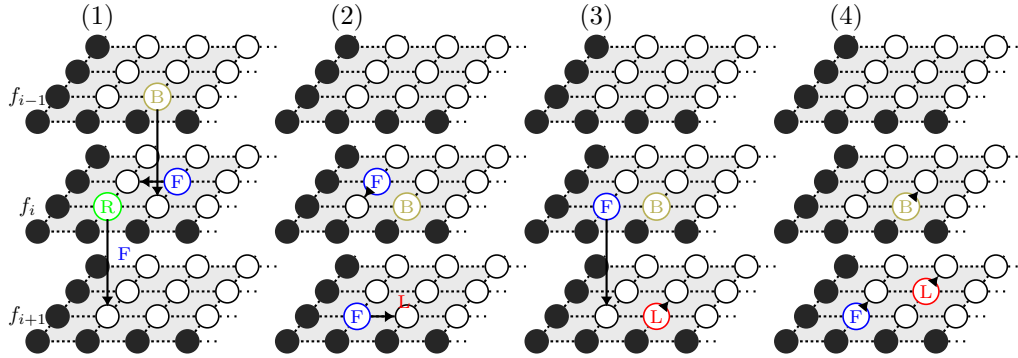 (1) (2) (3) (4)
f_{i−1} B
F F
f_i R B F B B
F
L
f_{i+1} F L F L